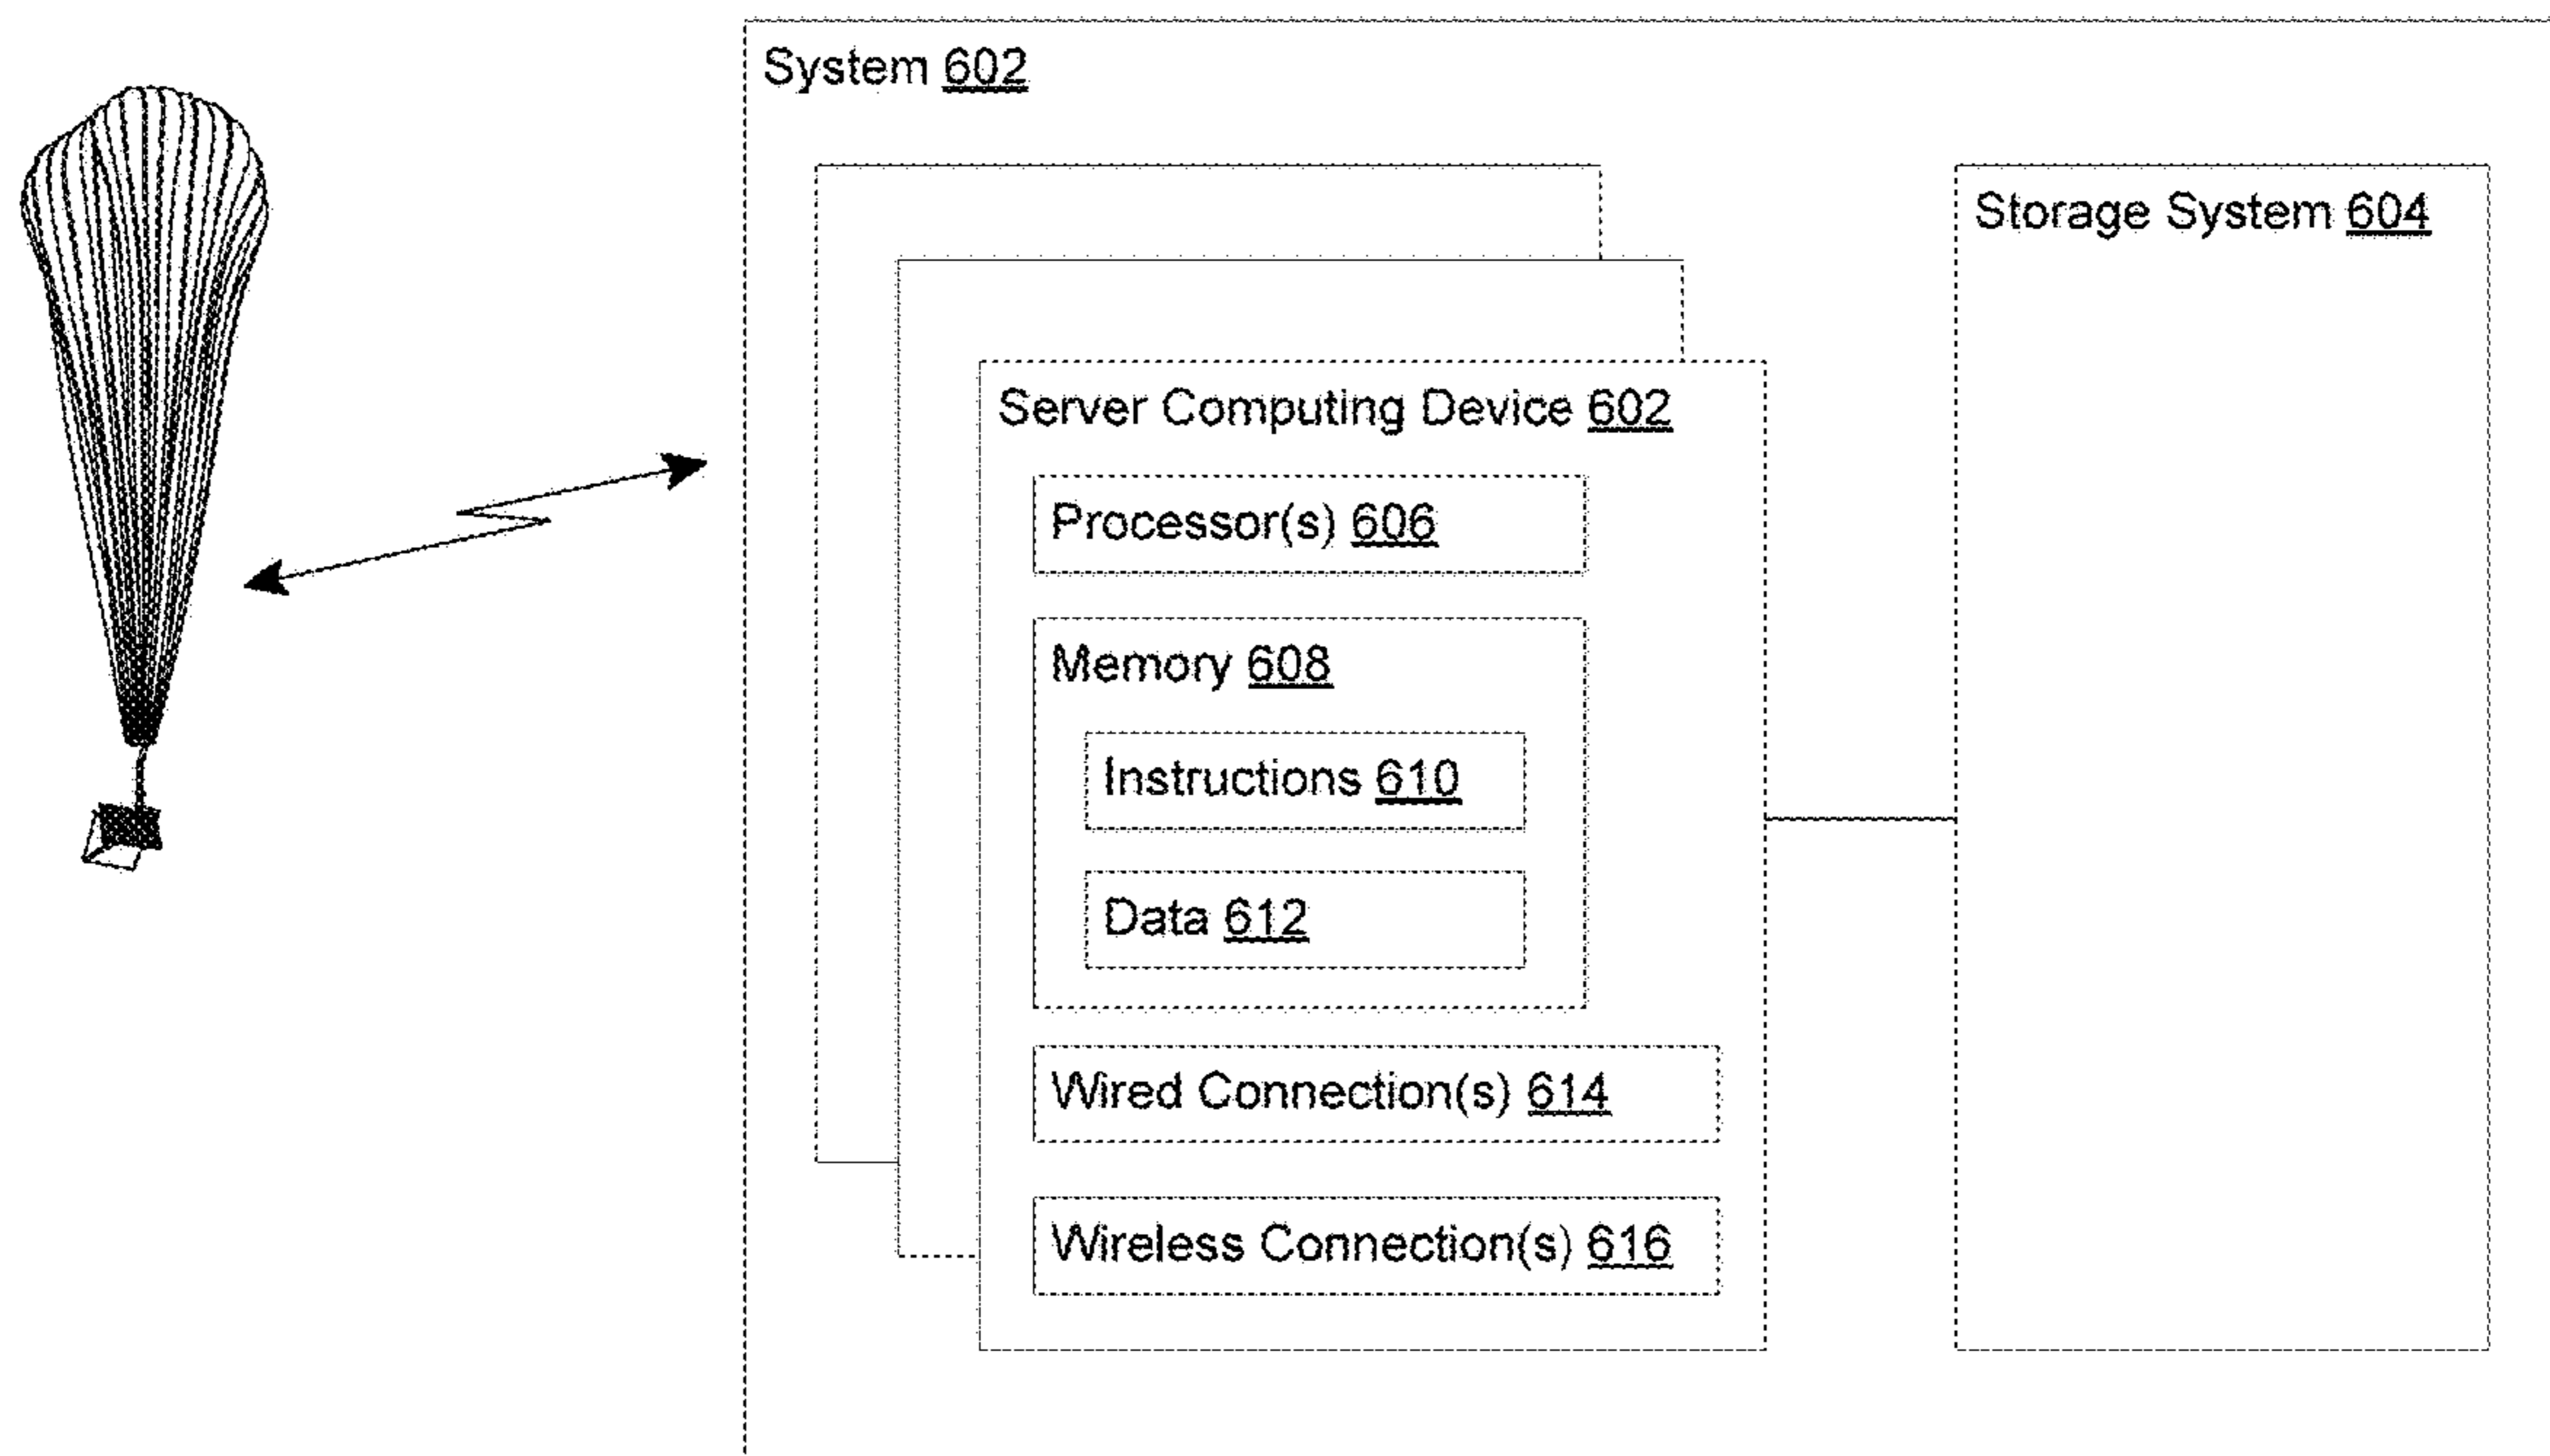 System 602
Storage System 604
Server Computing Device 602
Processor(s) 606
Memory 608
Instructions 610
Data 612
Wired Connection(s) 614
Wireless Connection(s) 616